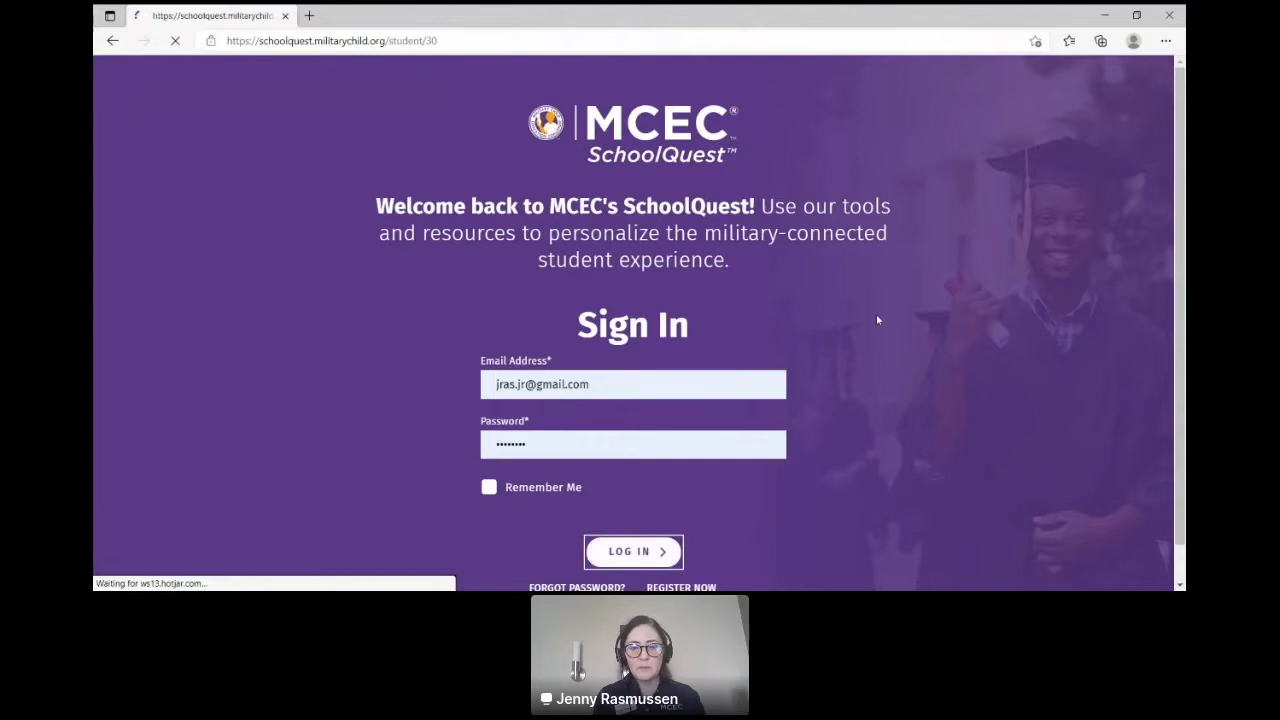 https://schoolquest.militarychild.
https://schoolquest.militarychild.org/student/30
MCEC®
SchoolQuest™
Welcome back to MCEC's SchoolQuest! Use our tools
and resources to personalize the military-connected
student experience.
Sign In
Email Address*
jras.jr@gmail.com
Password*
••••••••
Remember Me
LOG IN
FORGOT PASSWORD? REGISTER NOW
Waiting for ws13.hotjar.com...
MCEC
Jenny Rasmussen